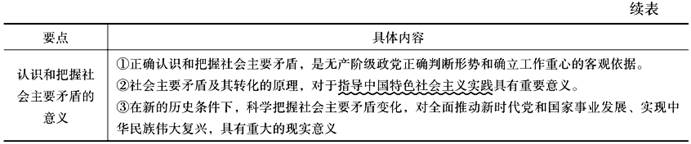 续表
要点
具体内容
认识和把握社
会主要矛盾的
意义
①正确认识和把握社会主要矛盾，是无产阶级政党正确判断形势和确立工作重心的客观依据。
②社会主要矛盾及其转化的原理，对于指导中国特色社会主义实践具有重要意义。
③在新的历史条件下，科学把握社会主要矛盾变化，对全面推动新时代党和国家事业发展、实现中
华民族伟大复兴，具有重大的现实意义